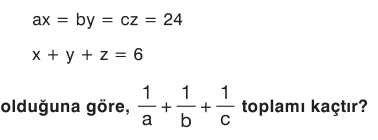 ax = by = cz = 24
x + y + z = 6
olduğuna göre, 1/a + 1/b + 1/c toplamı kaçtır?